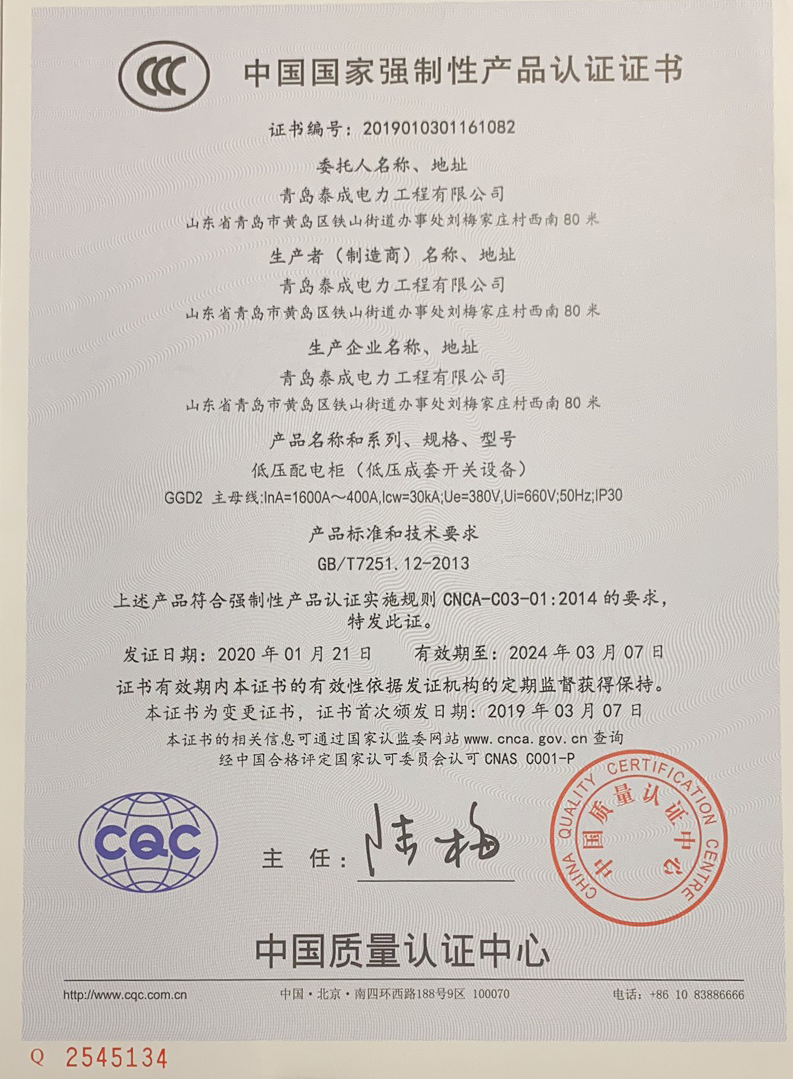 CCC
中国国家强制性产品认证证书
证书编号：2019010301161082
委托人名称、地址
青岛泰成电力工程有限公司
山东省青岛市黄岛区铁山街道办事处刘梅家庄村西南 80 米
生产者（制造商）名称、地址
青岛泰成电力工程有限公司
山东省青岛市黄岛区铁山街道办事处刘梅家庄村西南 80 米
生产企业名称、地址
青岛泰成电力工程有限公司
山东省青岛市黄岛区铁山街道办事处刘梅家庄村西南 80 米
产品名称和系列、规格、型号
低压配电柜（低压成套开关设备）
GGD2 主母线:InA=1600A～400A,Icw=30kA;Ue=380V,Ui=660V;50Hz;IP30
产品标准和技术要求
GB/T7251.12-2013
上述产品符合强制性产品认证实施规则 CNCA-C03-01:2014 的要求，
特发此证。
发证日期：2020 年 01 月 21 日 有效期至：2024 年 03 月 07 日
证书有效期内本证书的有效性依据发证机构的定期监督获得保持。
本证书为变更证书，证书首次颁发日期：2019 年 03 月 07 日
本证书的相关信息可通过国家认监委网站 www.cnca.gov.cn 查询
经中国合格评定国家认可委员会认可 CNAS C001-P
CQC
主 任：陆梅
CHINA QUALITY CERTIFICATION CENTRE
中国质量认证中心
中国质量认证中心
http://www.cqc.com.cn 中国·北京·南四环西路188号9区 100070 电话：+86 10 83886666
Q 2545134